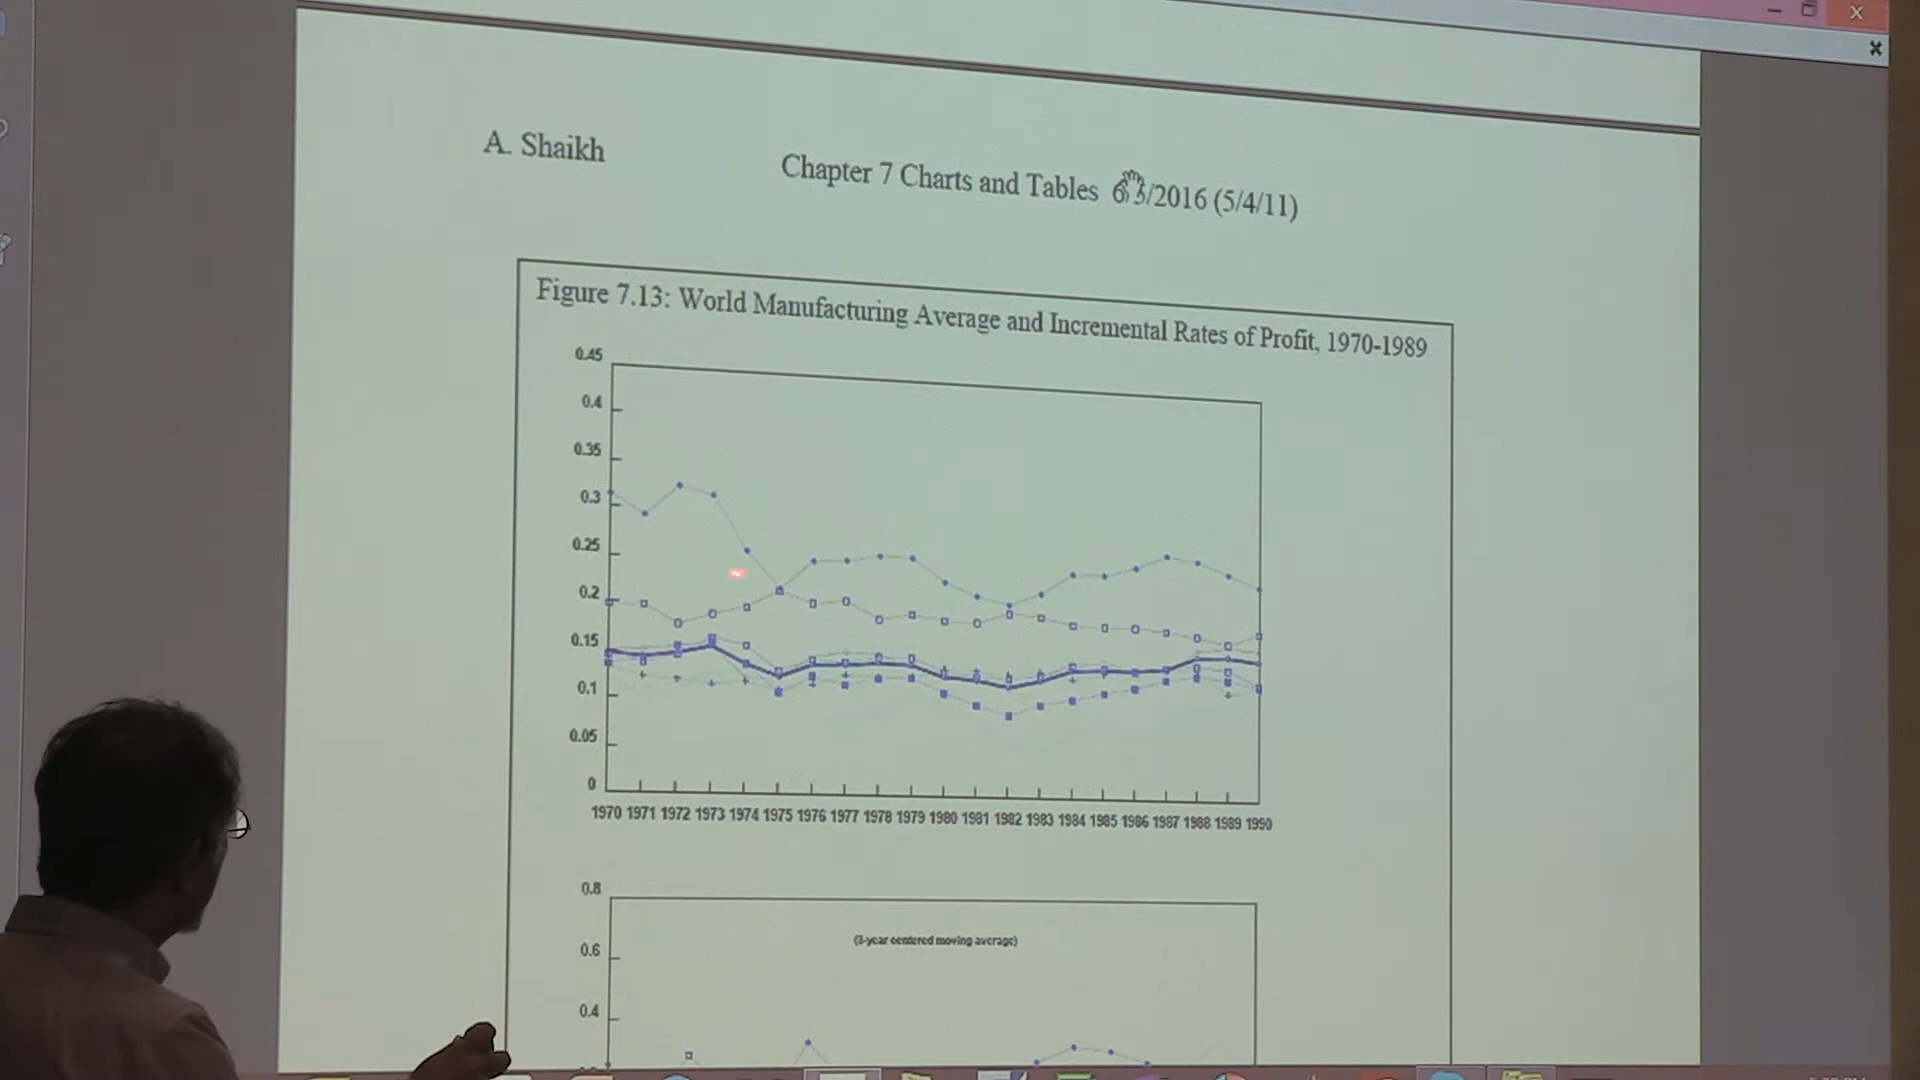 A. Shaikh
Chapter 7 Charts and Tables 6/3/2016 (5/4/11)
Figure 7.13: World Manufacturing Average and Incremental Rates of Profit, 1970-1989
0.45
0.4
0.35
0.3
0.25
0.2
0.15
0.1
0.05
0
1970 1971 1972 1973 1974 1975 1976 1977 1978 1979 1980 1981 1982 1983 1984 1985 1986 1987 1988 1989 1990
0.8
(3-year centered moving average)
0.6
0.4